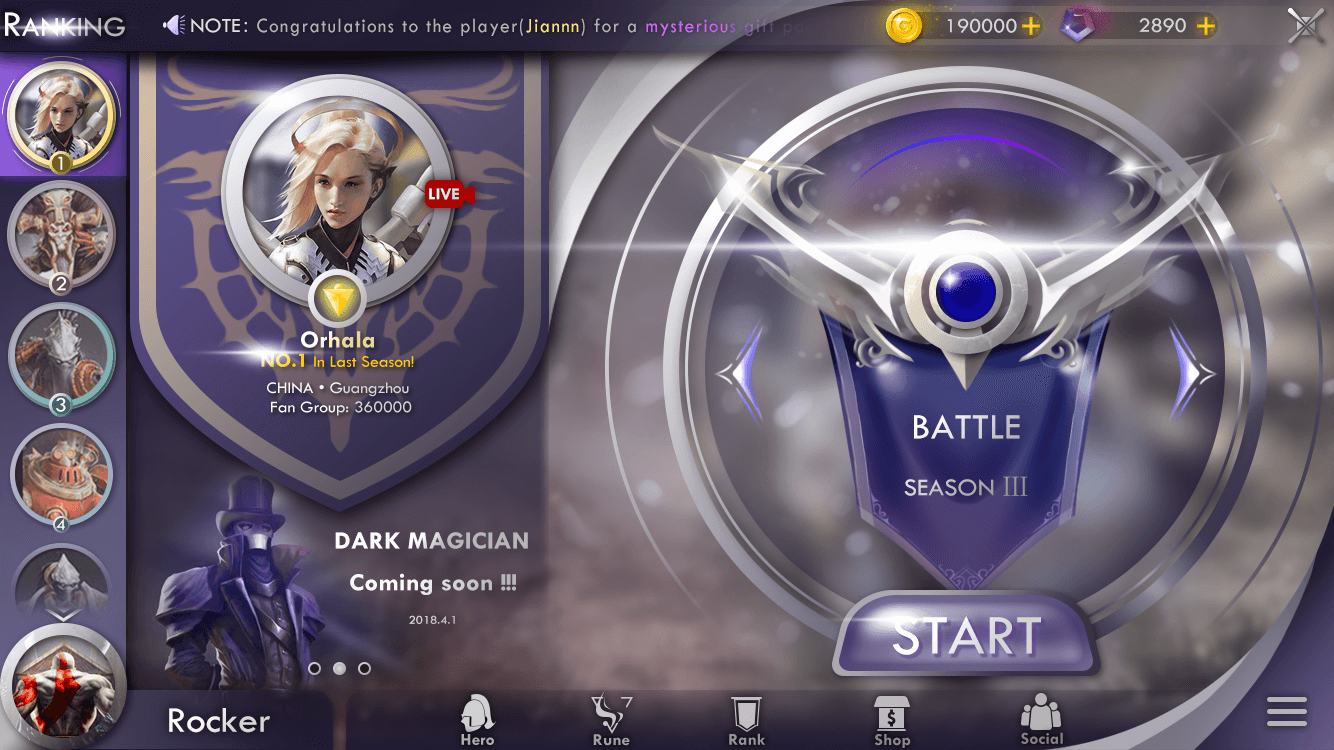 RANKING
NOTE: Congratulations to the player(Jiannn) for a mysterious gift
190000
2890
1
2
3
4
LIVE
Orhala
NO.1 In Last Season!
CHINA • Guangzhou
Fan Group: 360000
DARK MAGICIAN
Coming soon !!!
2018.4.1
BATTLE
SEASON III
START
Rocker
Hero
Rune
Rank
Shop
Social